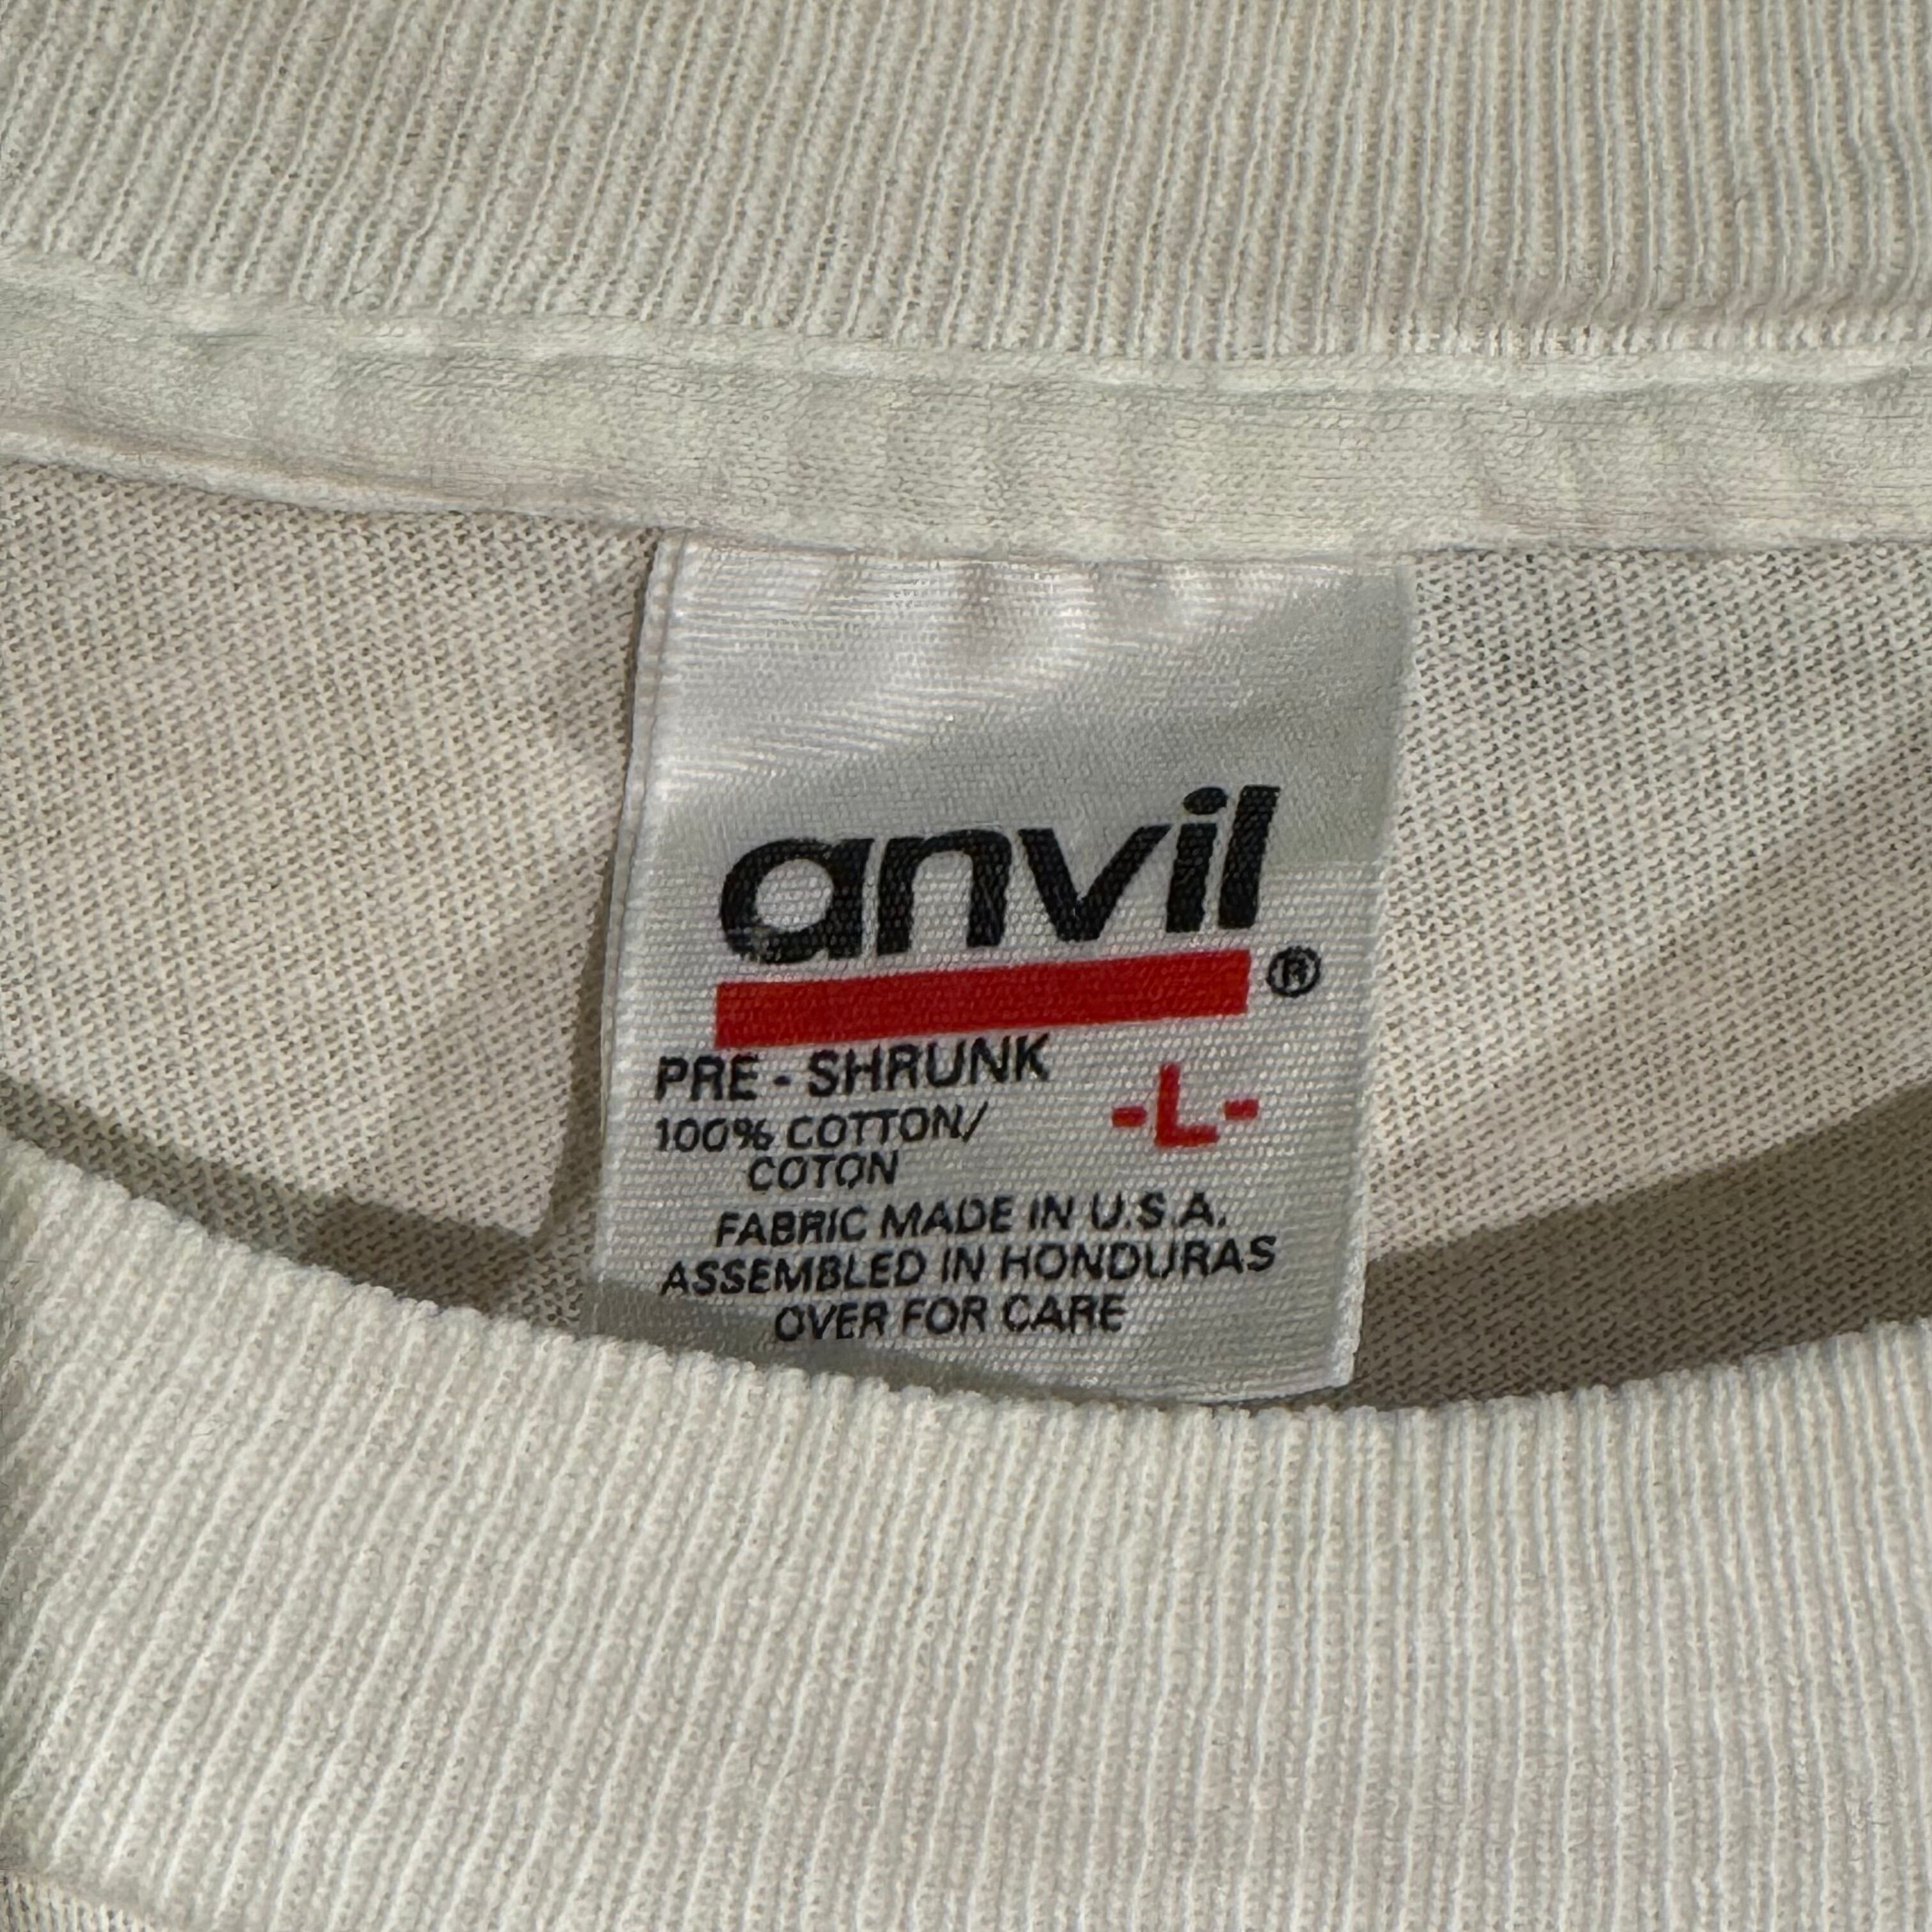 anvil®
PRE - SHRUNK
-L-
100% COTTON/
COTON
FABRIC MADE IN U.S.A.
ASSEMBLED IN HONDURAS
OVER FOR CARE